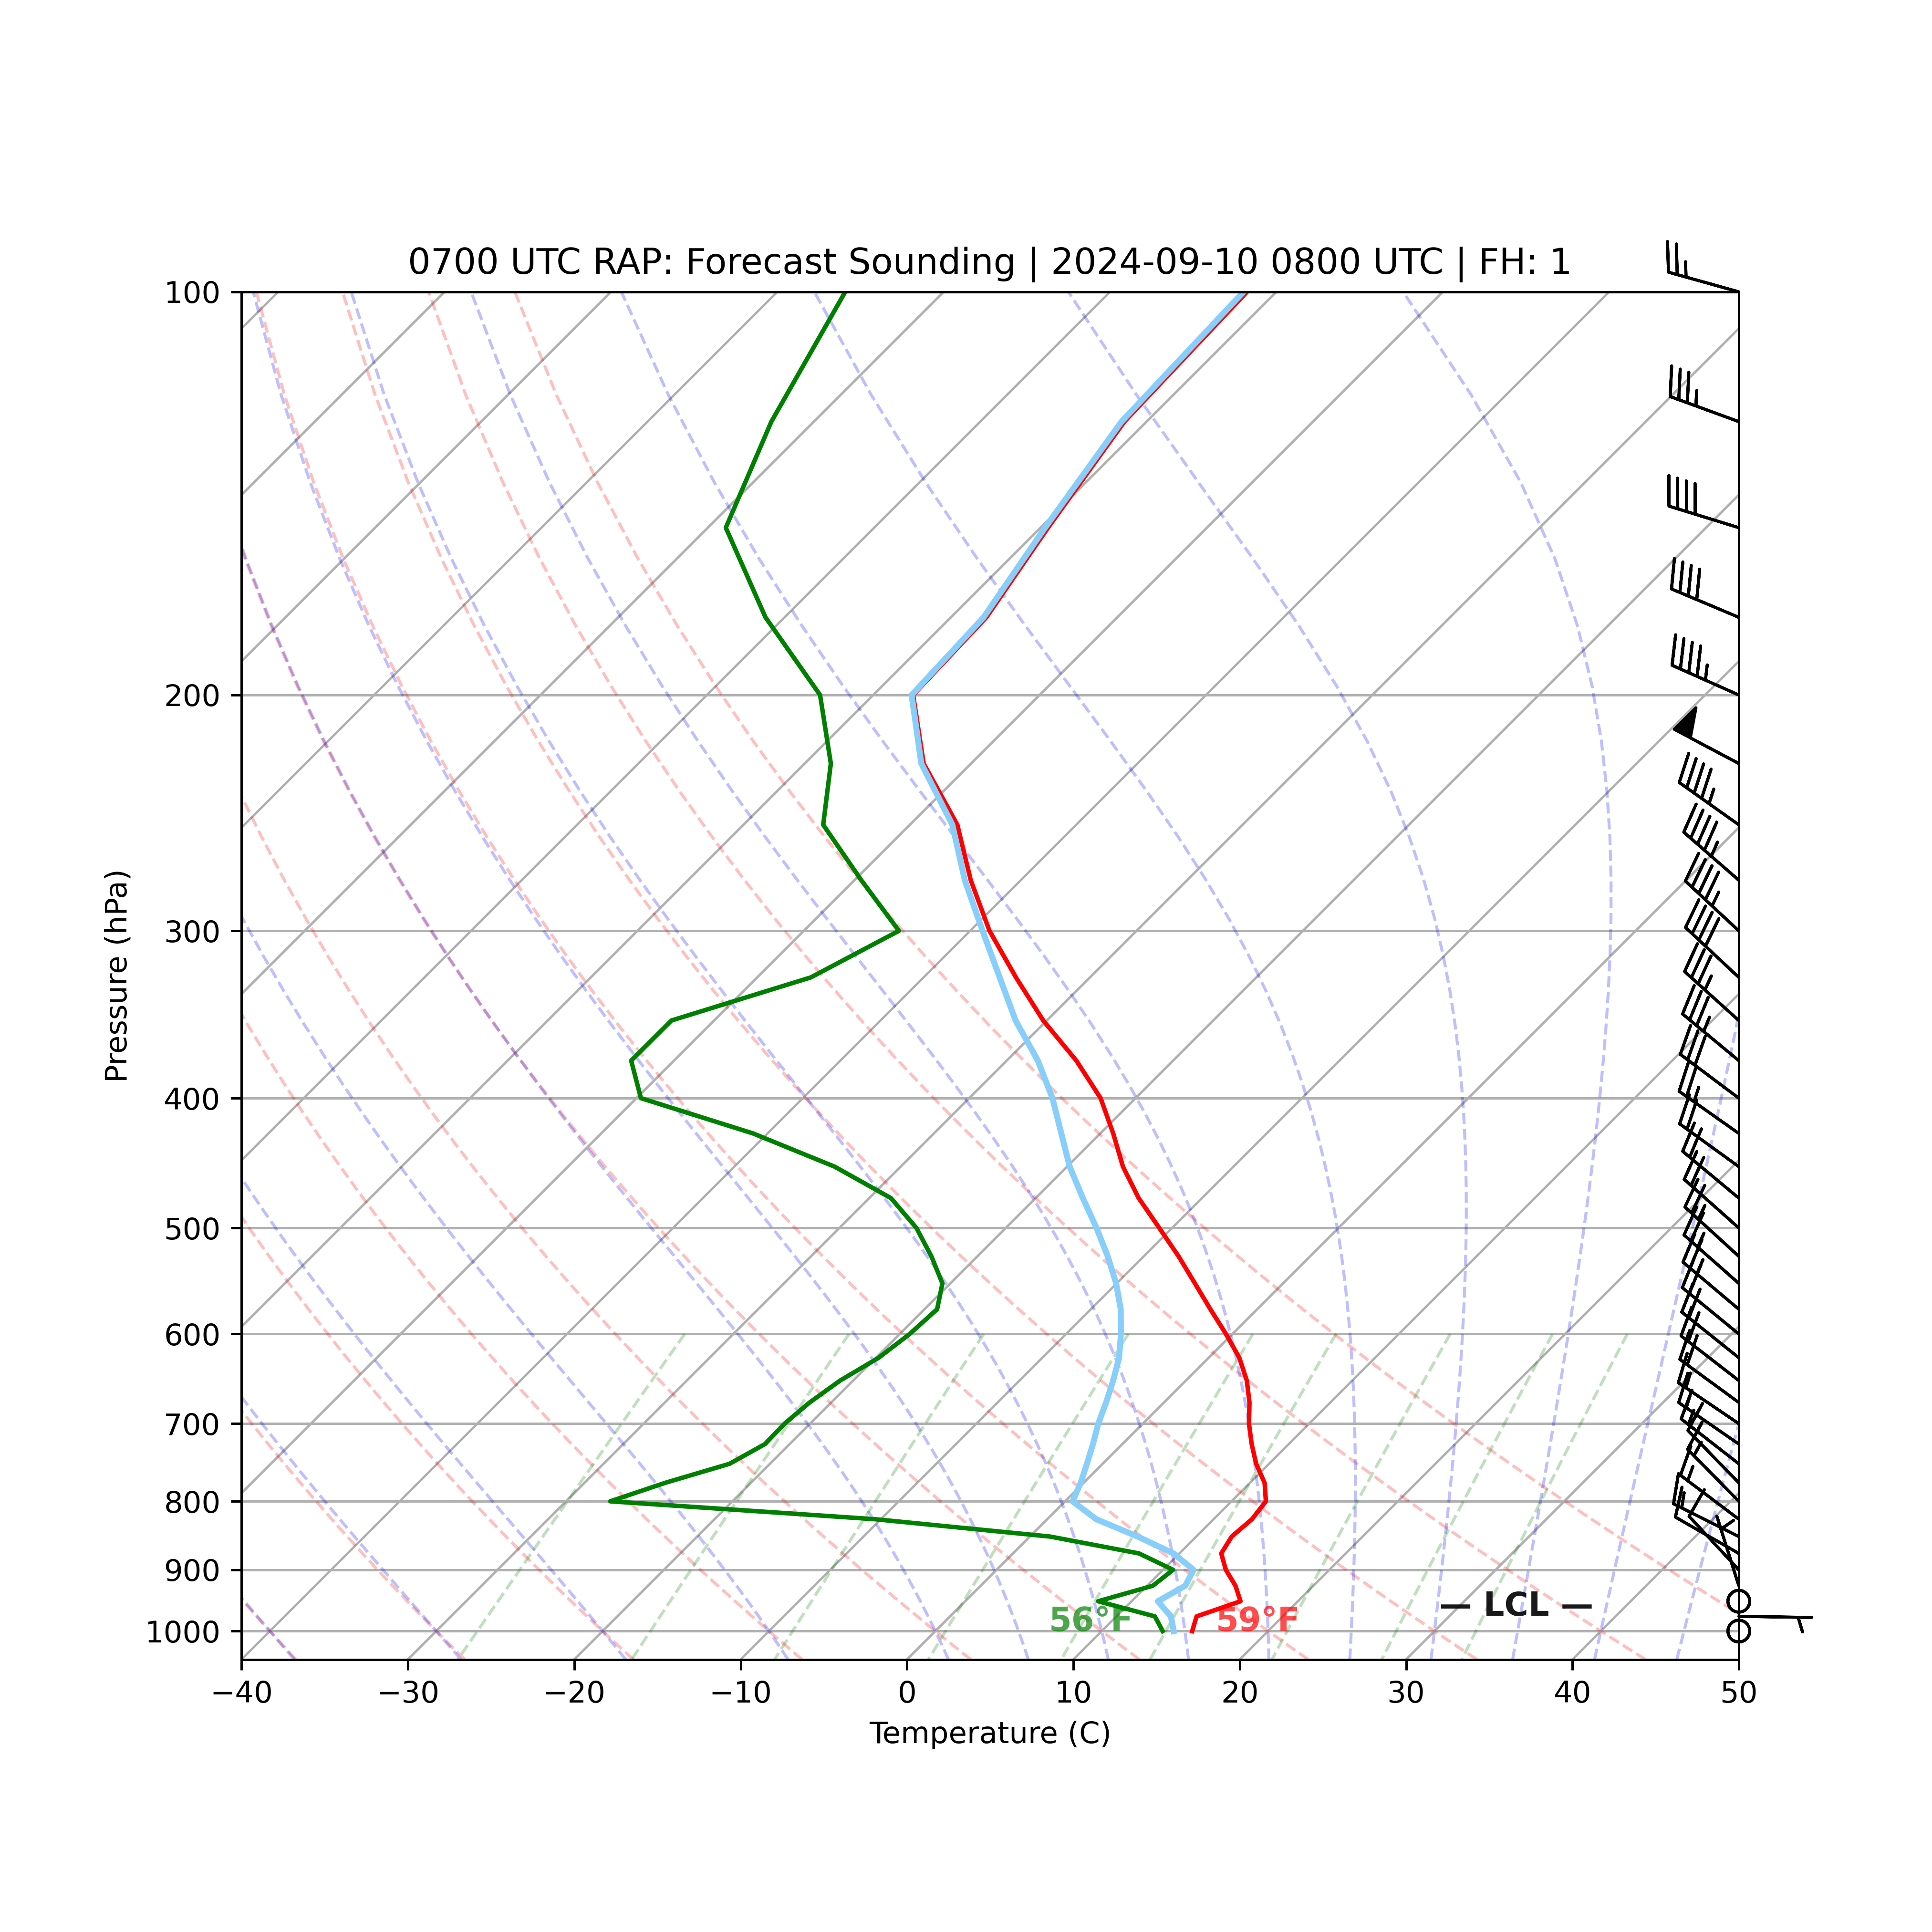 0700 UTC RAP: Forecast Sounding | 2024-09-10 0800 UTC | FH: 1
100
200
300
400
500
600
700
800
900
1000
Pressure (hPa)
56°F
59°F
— LCL —
−40 −30 −20 −10 0 10 20 30 40 50
Temperature (C)